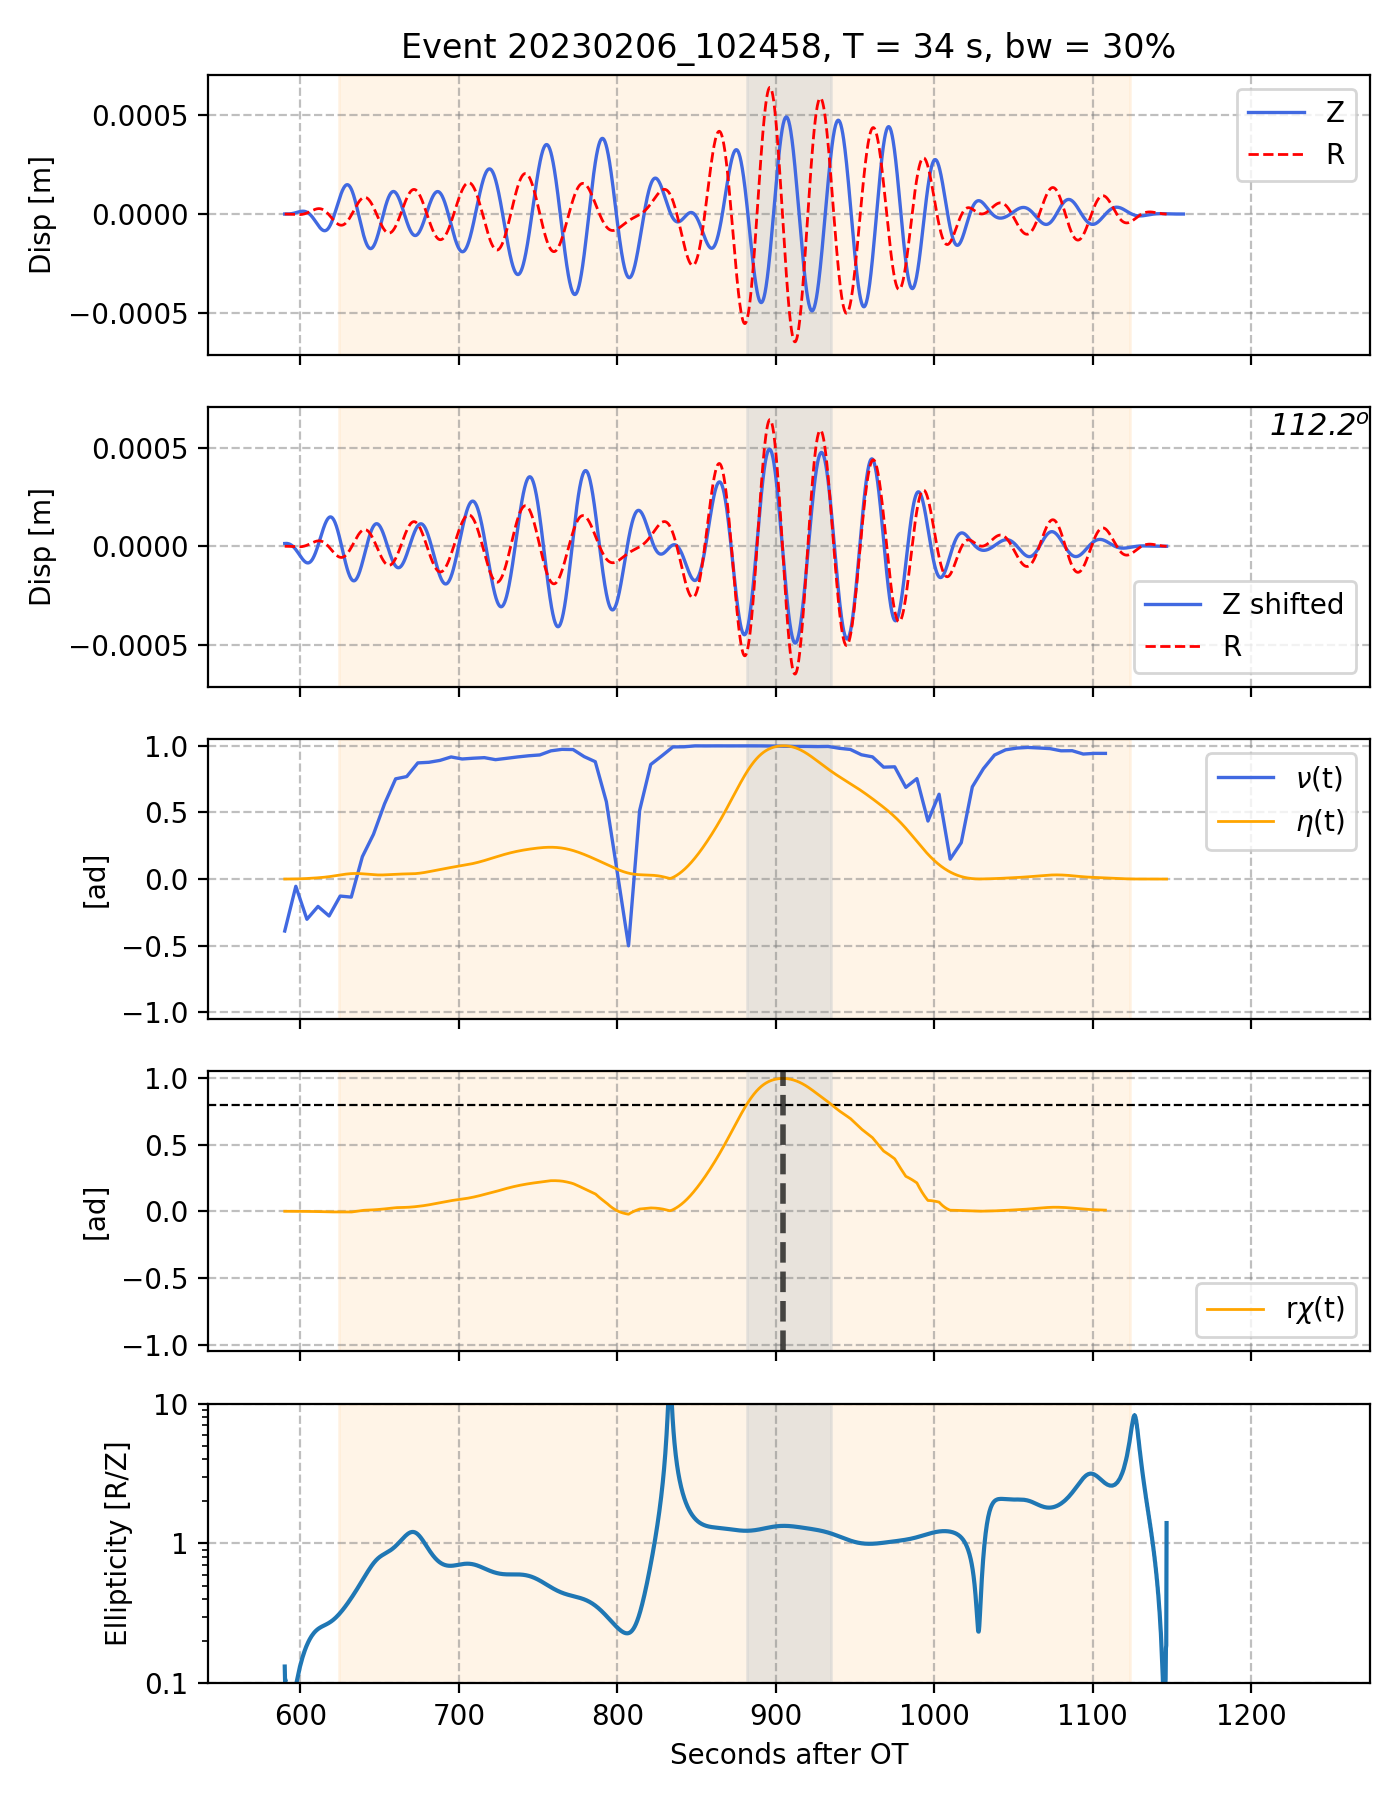 Event 20230206_102458, T = 34 s, bw = 30%
0.0005
0.0000
−0.0005
Disp [m]
Z
R
112.2º
0.0005
0.0000
−0.0005
Disp [m]
Z shifted
R
1.0
0.5
0.0
−0.5
−1.0
[ad]
ν(t)
η(t)
1.0
0.5
0.0
−0.5
−1.0
[ad]
rχ(t)
10
1
0.1
Ellipticity [R/Z]
600 700 800 900 1000 1100 1200
Seconds after OT